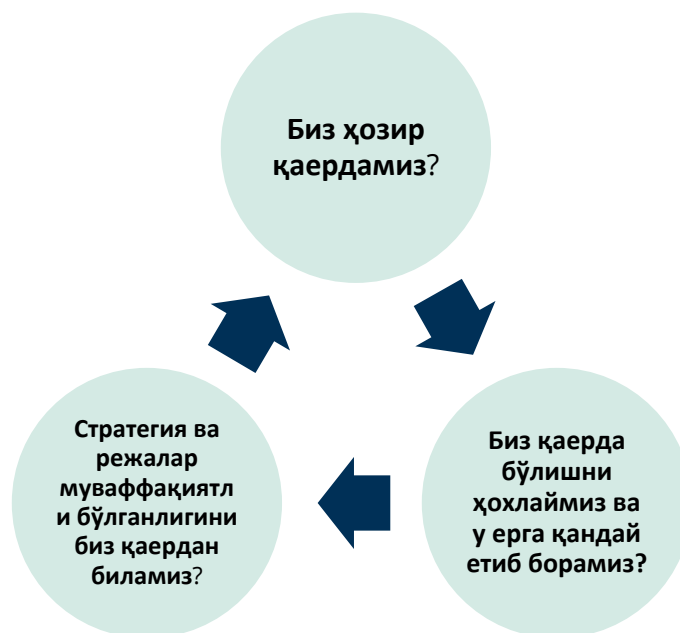 Биз ҳозир
қаердамиз?
Биз қаерда
бўлишни
ҳохлаймиз ва
у ерга қандай
етиб борамиз?
Стратегия ва
режалар
муваффақиятл
и бўлганлигини
биз қаердан
биламиз?